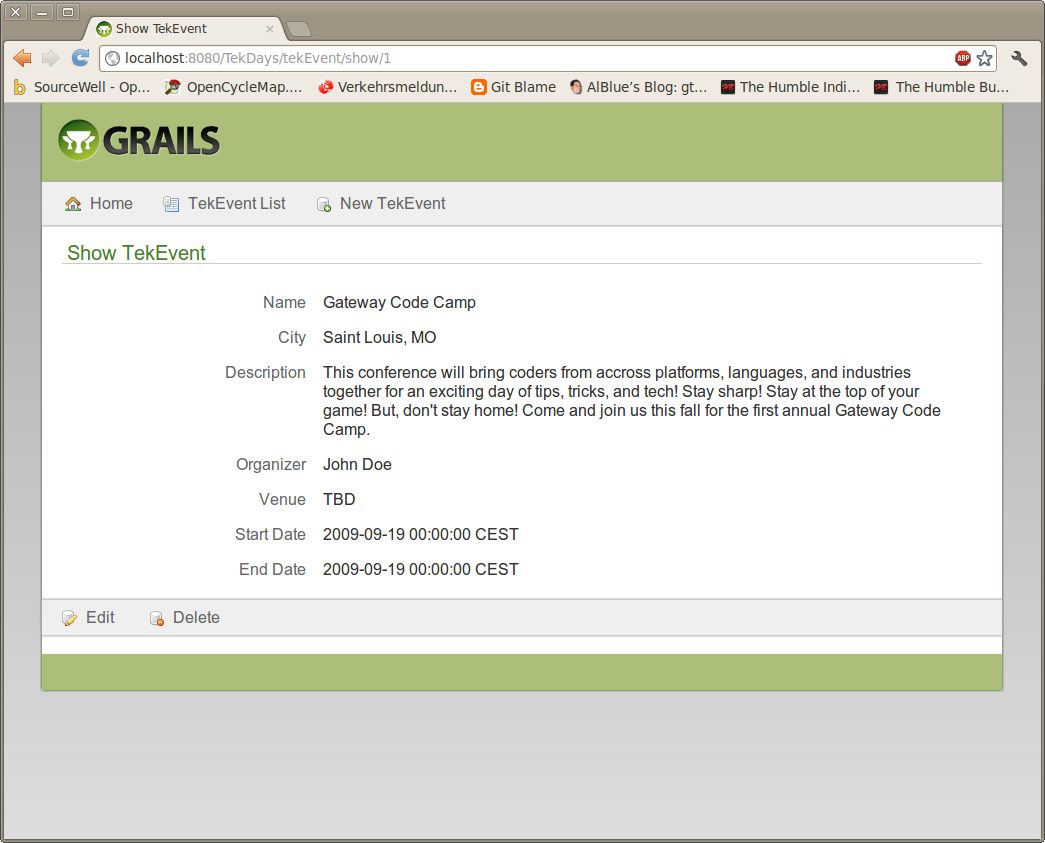 Show TekEvent
localhost:8080/TekDays/tekEvent/show/1
ABP
SourceWell - Op... OpenCycleMap.... Verkehrsmeldun... Git Blame AlBlue's Blog: gt... The Humble Indi... The Humble Bu...
GRAILS
Home TekEvent List New TekEvent
Show TekEvent
Name Gateway Code Camp
City Saint Louis, MO
Description This conference will bring coders from accross platforms, languages, and industries
together for an exciting day of tips, tricks, and tech! Stay sharp! Stay at the top of your
game! But, don't stay home! Come and join us this fall for the first annual Gateway Code
Camp.
Organizer John Doe
Venue TBD
Start Date 2009-09-19 00:00:00 CEST
End Date 2009-09-19 00:00:00 CEST
Edit Delete